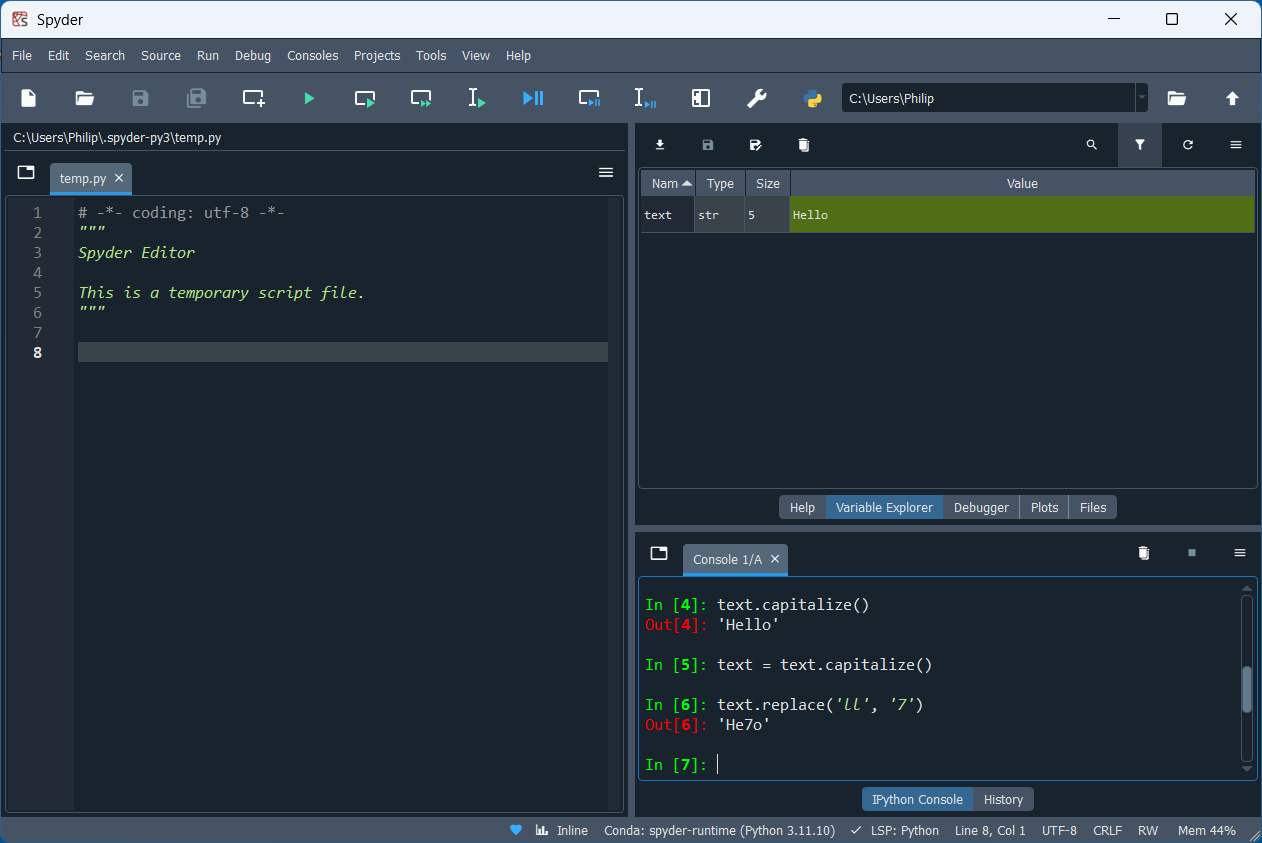 Spyder
File Edit Search Source Run Debug Consoles Projects Tools View Help
C:\Users\Philip
C:\Users\Philip\.spyder-py3\temp.py
temp.py
1 # -*- coding: utf-8 -*-
2 """
3 Spyder Editor
4
5 This is a temporary script file.
6 """
7
8
Nam Type Size Value
text str 5 Hello
Help Variable Explorer Debugger Plots Files
Console 1/A
In [4]: text.capitalize()
Out[4]: 'Hello'
In [5]: text = text.capitalize()
In [6]: text.replace('ll', '7')
Out[6]: 'He7o'
In [7]:
IPython Console History
Inline Conda: spyder-runtime (Python 3.11.10) LSP: Python Line 8, Col 1 UTF-8 CRLF RW Mem 44%